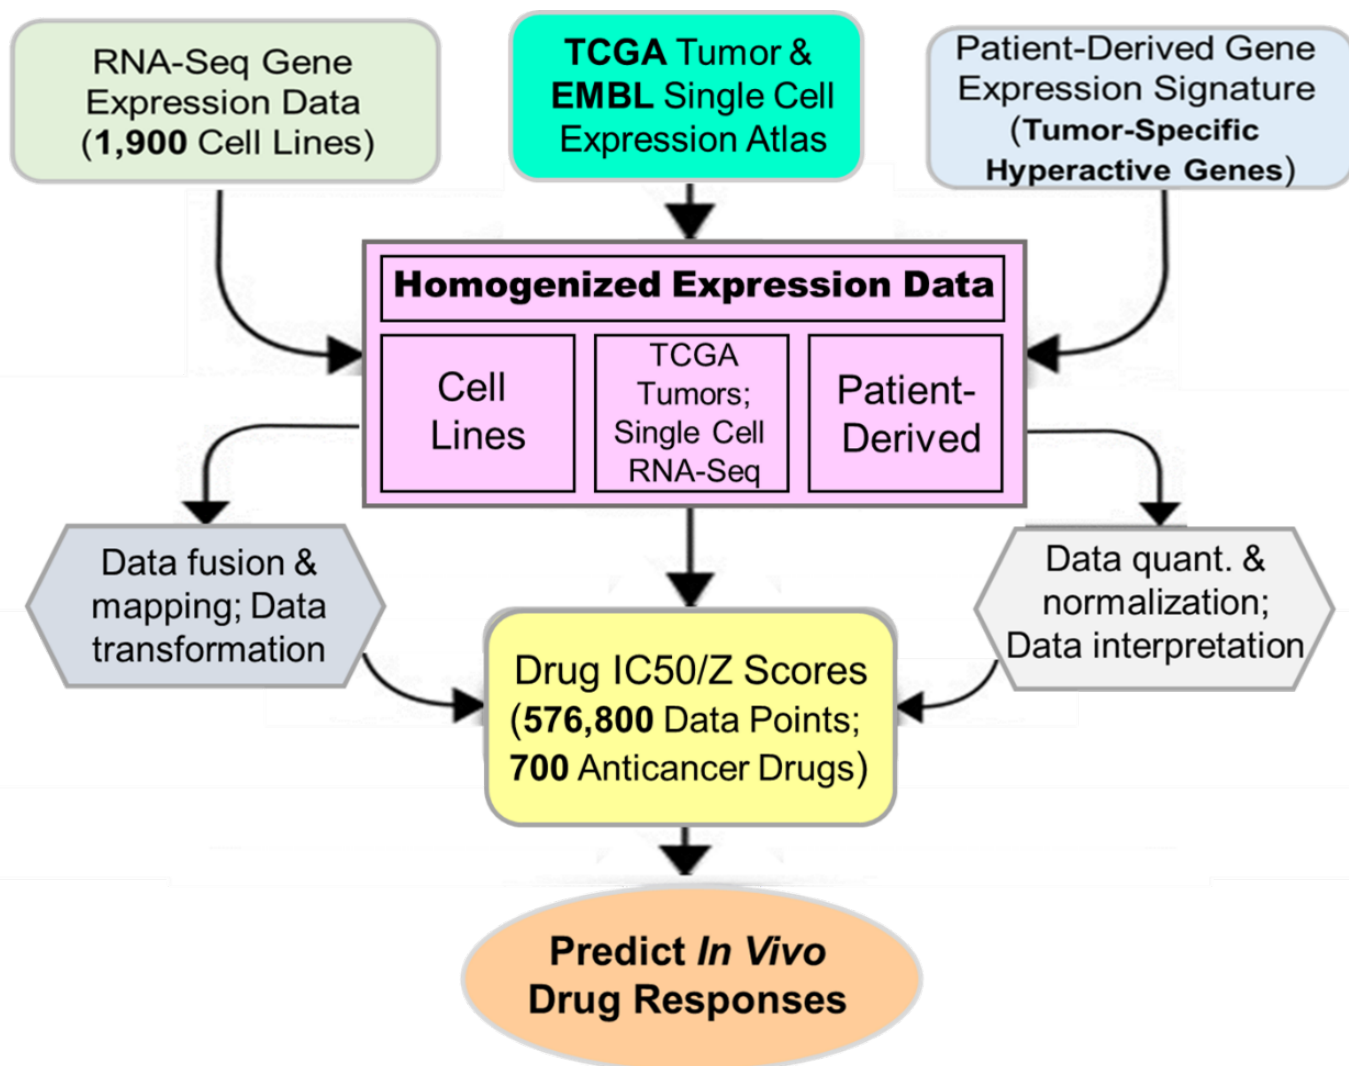 RNA-Seq Gene
Expression Data
(1,900 Cell Lines)
TCGA Tumor &
EMBL Single Cell
Expression Atlas
Patient-Derived Gene
Expression Signature
(Tumor-Specific
Hyperactive Genes)
Homogenized Expression Data
Cell
Lines
TCGA
Tumors;
Single Cell
RNA-Seq
Patient-
Derived
Data fusion &
mapping; Data
transformation
Data quant. &
normalization;
Data interpretation
Drug IC50/Z Scores
(576,800 Data Points;
700 Anticancer Drugs)
Predict In Vivo
Drug Responses